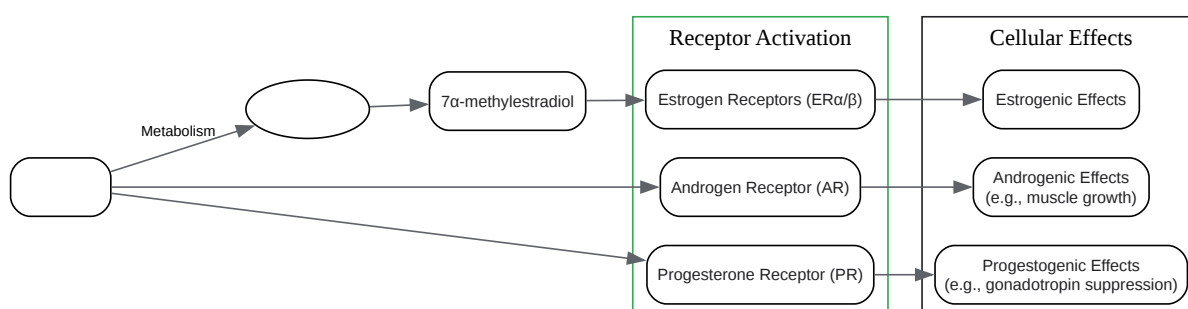 Receptor Activation
Cellular Effects
7α-methylestradiol
Estrogen Receptors (ERα/β)
Estrogenic Effects
Metabolism
Androgen Receptor (AR)
Androgenic Effects
(e.g., muscle growth)
Progesterone Receptor (PR)
Progestogenic Effects
(e.g., gonadotropin suppression)